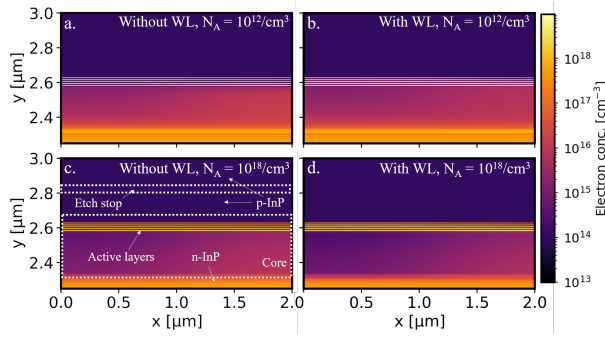 a. Without WL, N_A = 10^12/cm^3
b. With WL, N_A = 10^12/cm^3
3.0
2.8
2.6
2.4
y [μm]
c. Without WL, N_A = 10^18/cm^3
d. With WL, N_A = 10^18/cm^3
3.0
2.8
2.6
2.4
y [μm]
Etch stop
p-InP
Active layers
n-InP
Core
0.0 0.5 1.0 1.5 2.0
x [μm]
0.0 0.5 1.0 1.5 2.0
x [μm]
10^18
10^17
10^16
10^15
10^14
10^13
Electron conc. [cm^−3]